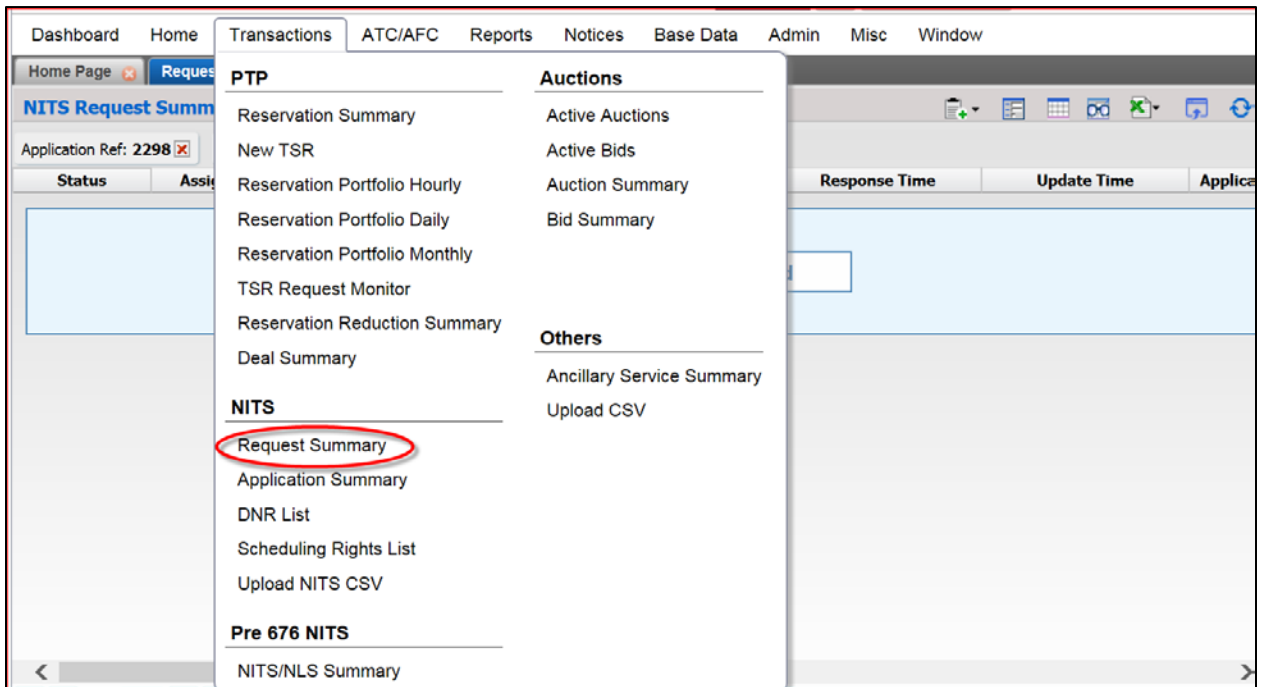 Dashboard Home Transactions ATC/AFC Reports Notices Base Data Admin Misc Window
Home Page Reques
NITS Request Summ
Application Ref: 2298
Status Assig
Response Time Update Time Applica
PTP
Reservation Summary
New TSR
Reservation Portfolio Hourly
Reservation Portfolio Daily
Reservation Portfolio Monthly
TSR Request Monitor
Reservation Reduction Summary
Deal Summary
NITS
Request Summary
Application Summary
DNR List
Scheduling Rights List
Upload NITS CSV
Pre 676 NITS
NITS/NLS Summary
Auctions
Active Auctions
Active Bids
Auction Summary
Bid Summary
Others
Ancillary Service Summary
Upload CSV